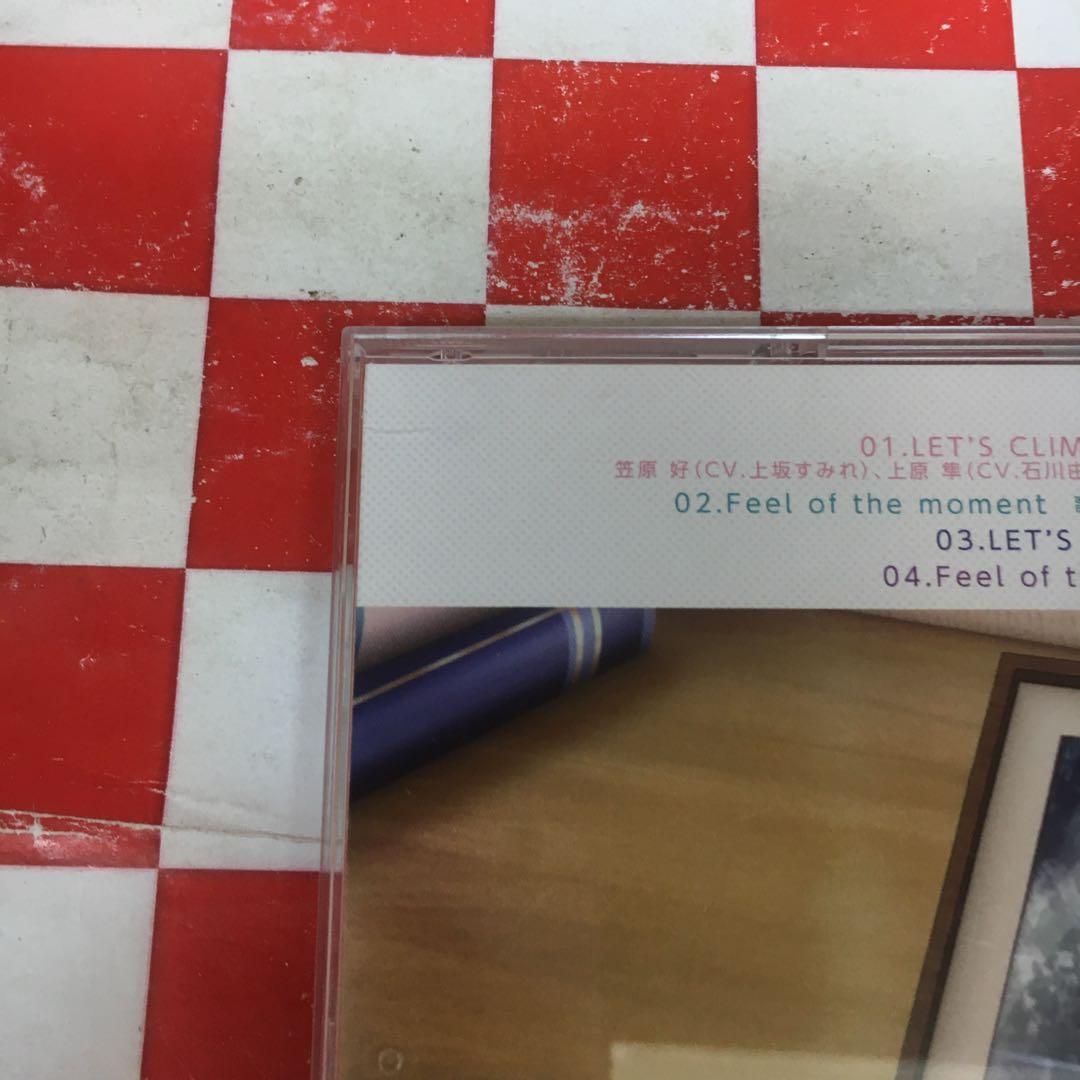 01.LET'S CLIM
笠原 好(CV.上坂すみれ)、上原 隼(CV.石川由
02.Feel of the moment
03.LET'S
04.Feel of t